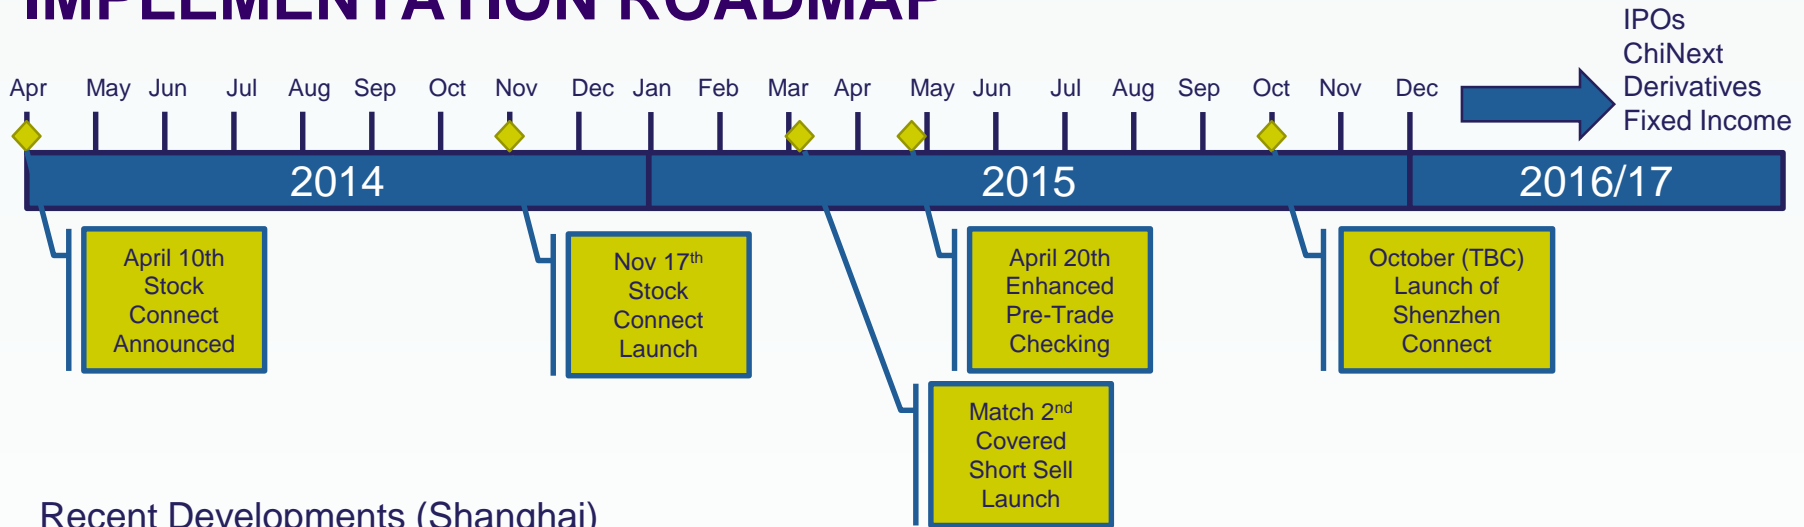 IMPLEMENTATION ROADMAP
IPOs
ChiNext
Derivatives
Fixed Income
Apr May Jun Jul Aug Sep Oct Nov Dec Jan Feb Mar Apr May Jun Jul Aug Sep Oct Nov Dec
2014 2015 2016/17
April 10th
Stock
Connect
Announced
Nov 17th
Stock
Connect
Launch
April 20th
Enhanced
Pre-Trade
Checking
October (TBC)
Launch of
Shenzhen
Connect
Match 2nd
Covered
Short Sell
Launch
Recent Developments (Shanghai)